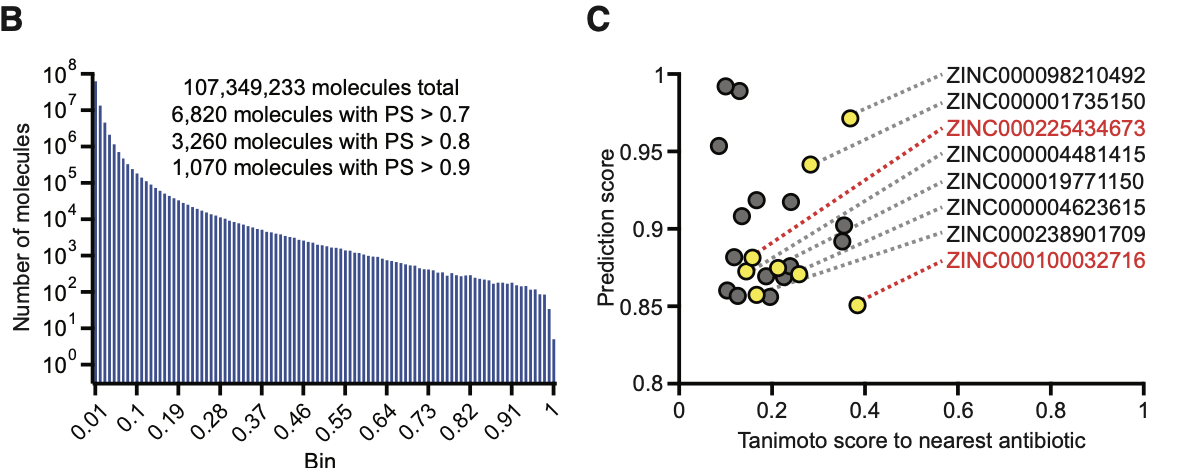 B
10^8
10^7
10^6
10^5
10^4
10^3
10^2
10^1
10^0
Number of molecules
107,349,233 molecules total
6,820 molecules with PS > 0.7
3,260 molecules with PS > 0.8
1,070 molecules with PS > 0.9
0.01 0.1 0.19 0.28 0.37 0.46 0.55 0.64 0.73 0.82 0.91 1
Bin
C
1
0.95
0.9
0.85
0.8
Prediction score
ZINC000098210492
ZINC000001735150
ZINC000225434673
ZINC000004481415
ZINC000019771150
ZINC000004623615
ZINC000238901709
ZINC000100032716
0 0.2 0.4 0.6 0.8 1
Tanimoto score to nearest antibiotic